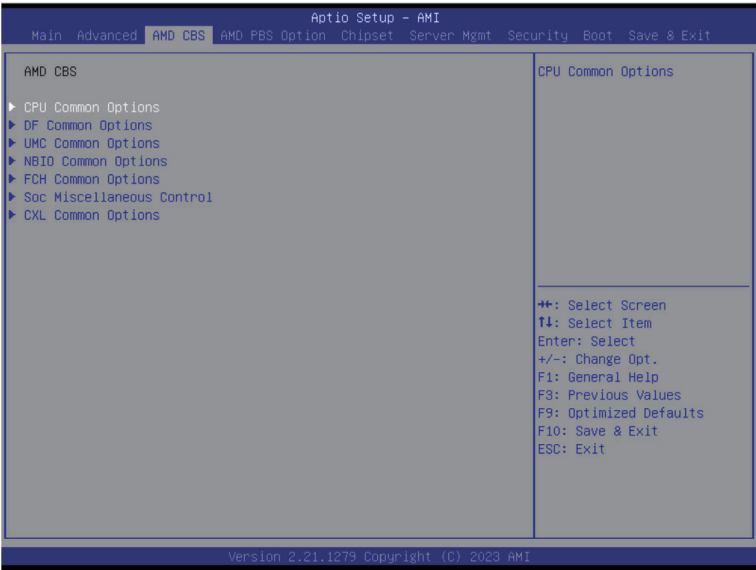 Aptio Setup – AMI
Main Advanced AMD CBS AMD PBS Option Chipset Server Mgmt Security Boot Save & Exit
AMD CBS
CPU Common Options
DF Common Options
UMC Common Options
NBIO Common Options
FCH Common Options
Soc Miscellaneous Control
CXL Common Options
CPU Common Options
→←: Select Screen
↑↓: Select Item
Enter: Select
+/-: Change Opt.
F1: General Help
F3: Previous Values
F9: Optimized Defaults
F10: Save & Exit
ESC: Exit
Version 2.21.1279 Copyright (C) 2023 AMI